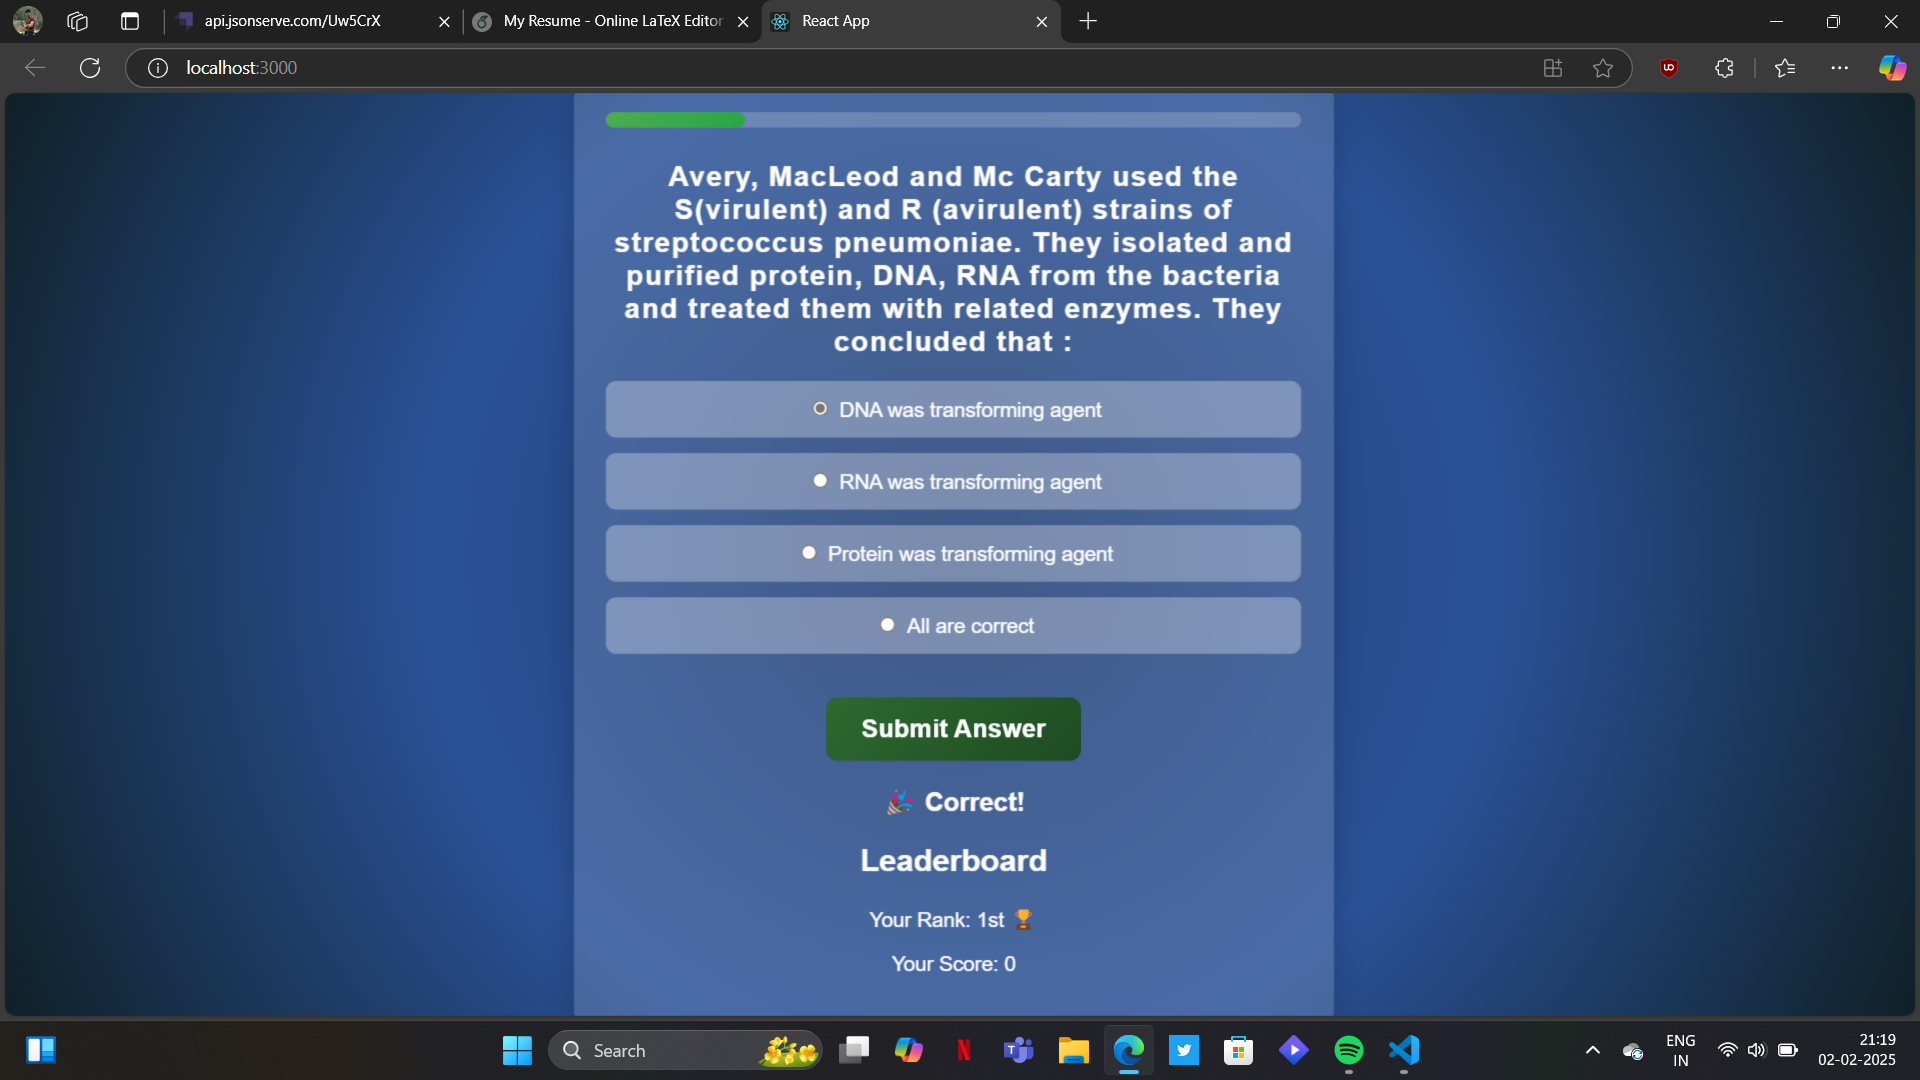 api.jsonserve.com/Uw5CrX
My Resume - Online LaTeX Editor
React App
localhost:3000
Avery, MacLeod and Mc Carty used the
S(virulent) and R (avirulent) strains of
streptococcus pneumoniae. They isolated and
purified protein, DNA, RNA from the bacteria
and treated them with related enzymes. They
concluded that :
DNA was transforming agent
RNA was transforming agent
Protein was transforming agent
All are correct
Submit Answer
🎉 Correct!
Leaderboard
Your Rank: 1st 🏆
Your Score: 0
Search
ENG
IN
21:19
02-02-2025